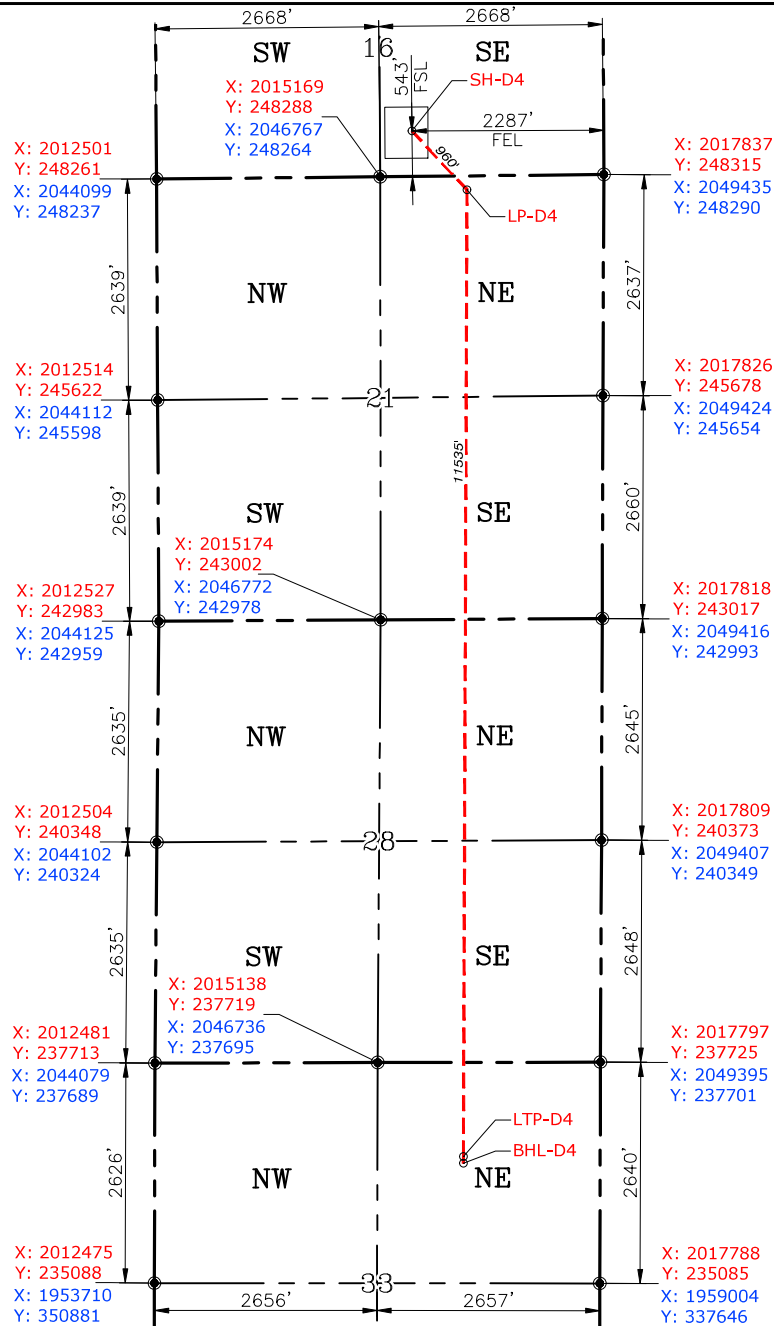 2668' 2668'
SW 16 SE
543' FSL
SH-D4
2287'
FEL
960'
LP-D4
X: 2015169
Y: 248288
X: 2046767
Y: 248264
X: 2012501
Y: 248261
X: 2044099
Y: 248237
X: 2017837
Y: 248315
X: 2049435
Y: 248290
2639'
NW NE
2637'
X: 2012514
Y: 245622
X: 2044112
Y: 245598
21
X: 2017826
Y: 245678
X: 2049424
Y: 245654
11535'
2639'
SW SE
2660'
X: 2015174
Y: 243002
X: 2046772
Y: 242978
X: 2012527
Y: 242983
X: 2044125
Y: 242959
X: 2017818
Y: 243017
X: 2049416
Y: 242993
2635'
NW NE
2645'
X: 2012504
Y: 240348
X: 2044102
Y: 240324
28
X: 2017809
Y: 240373
X: 2049407
Y: 240349
2635'
SW SE
2648'
X: 2015138
Y: 237719
X: 2046736
Y: 237695
X: 2012481
Y: 237713
X: 2044079
Y: 237689
X: 2017797
Y: 237725
X: 2049395
Y: 237701
LTP-D4
BHL-D4
2626'
NW NE
2640'
X: 2012475
Y: 235088
X: 1953710
Y: 350881
33
X: 2017788
Y: 235085
X: 1959004
Y: 337646
2656' 2657'